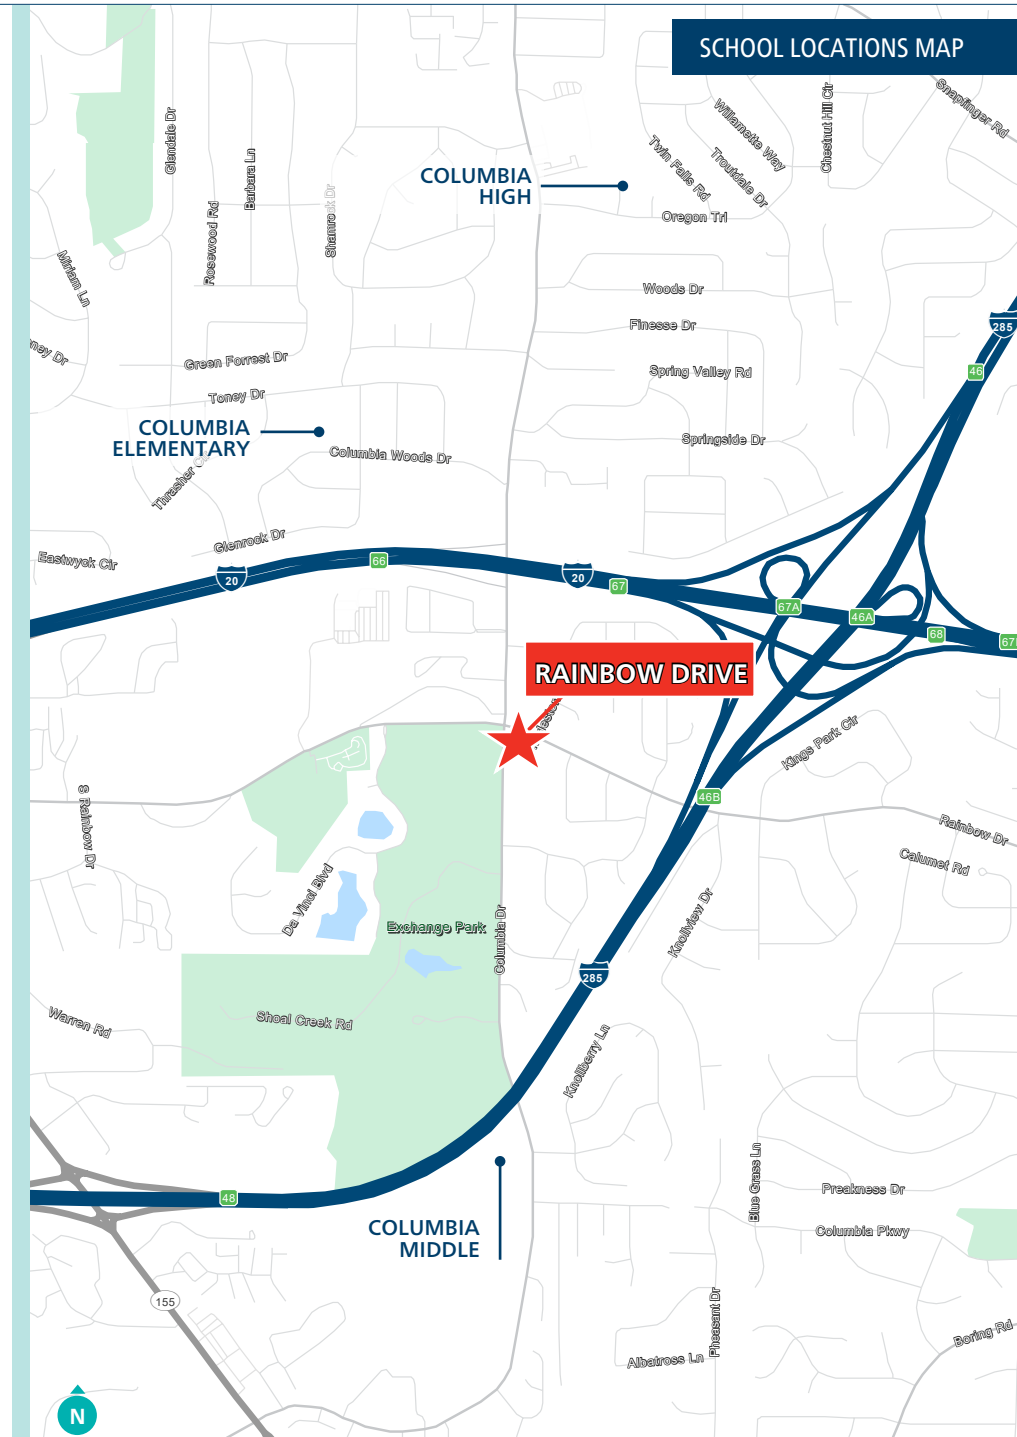 SCHOOL LOCATIONS MAP
Snapfinger Rd
Chestnut Hill Cir
Willamette Way
Troutdale Dr
Twin Falls Rd
Oregon Trl
Glendale Dr
Barbara Ln
Rosewood Rd
Shamrock Dr
COLUMBIA
HIGH
Miriam Ln
Woods Dr
Finesse Dr
285
Green Forrest Dr
Spring Valley Rd
46
Toney Dr
COLUMBIA
ELEMENTARY
Columbia Woods Dr
Springside Dr
Glenrock Dr
Eastwyck Cir
66
20
20
67
67A
46A
68
RAINBOW DRIVE
Kings Park Cir
46B
S Rainbow Dr
Rainbow Dr
Calumet Rd
Da Vinci Blvd
Exchange Park
Columbia Dr
Knollview Dr
285
Warren Rd
Shoal Creek Rd
Knollberry Ln
Blue Grass Ln
Preakness Dr
48
Columbia Pkwy
COLUMBIA
MIDDLE
155
Pheasant Dr
Boring Rd
Albatross Ln
N